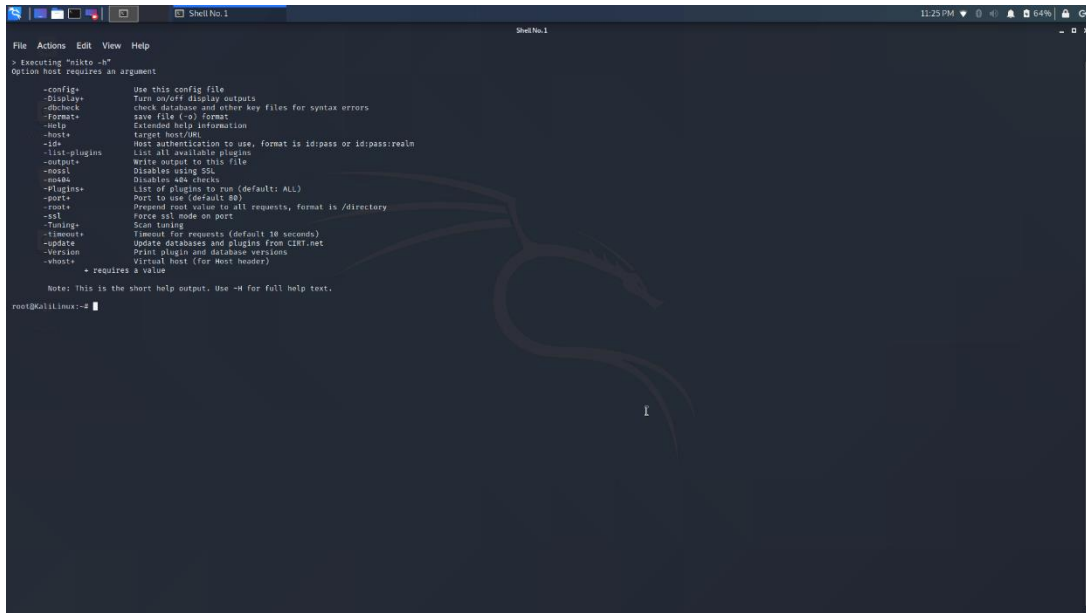 Shell No. 1
11:25 PM
64%
Shell No. 1
File Actions Edit View Help
> Executing "nikto -h"
Option host requires an argument
-config+ Use this config file
-Display+ Turn on/off display outputs
-dbcheck check database and other key files for syntax errors
-Format+ save file (-o) format
-Help Extended help information
-host+ target host/URL
-id+ Host authentication to use, format is id:pass or id:pass:realm
-list-plugins List all available plugins
-output+ Write output to this file
-nossl Disables using SSL
-no404 Disables 404 checks
-Plugins+ List of plugins to run (default: ALL)
-port+ Port to use (default 80)
-root+ Prepend root value to all requests, format is /directory
-ssl Force ssl mode on port
-Tuning+ Scan tuning
-timeout+ Timeout for requests (default 10 seconds)
-update Update databases and plugins from CIRT.net
-Version Print plugin and database versions
-vhost+ Virtual host (for Host header)
+ requires a value
Note: This is the short help output. Use -H for full help text.
root@KaliLinux:~#